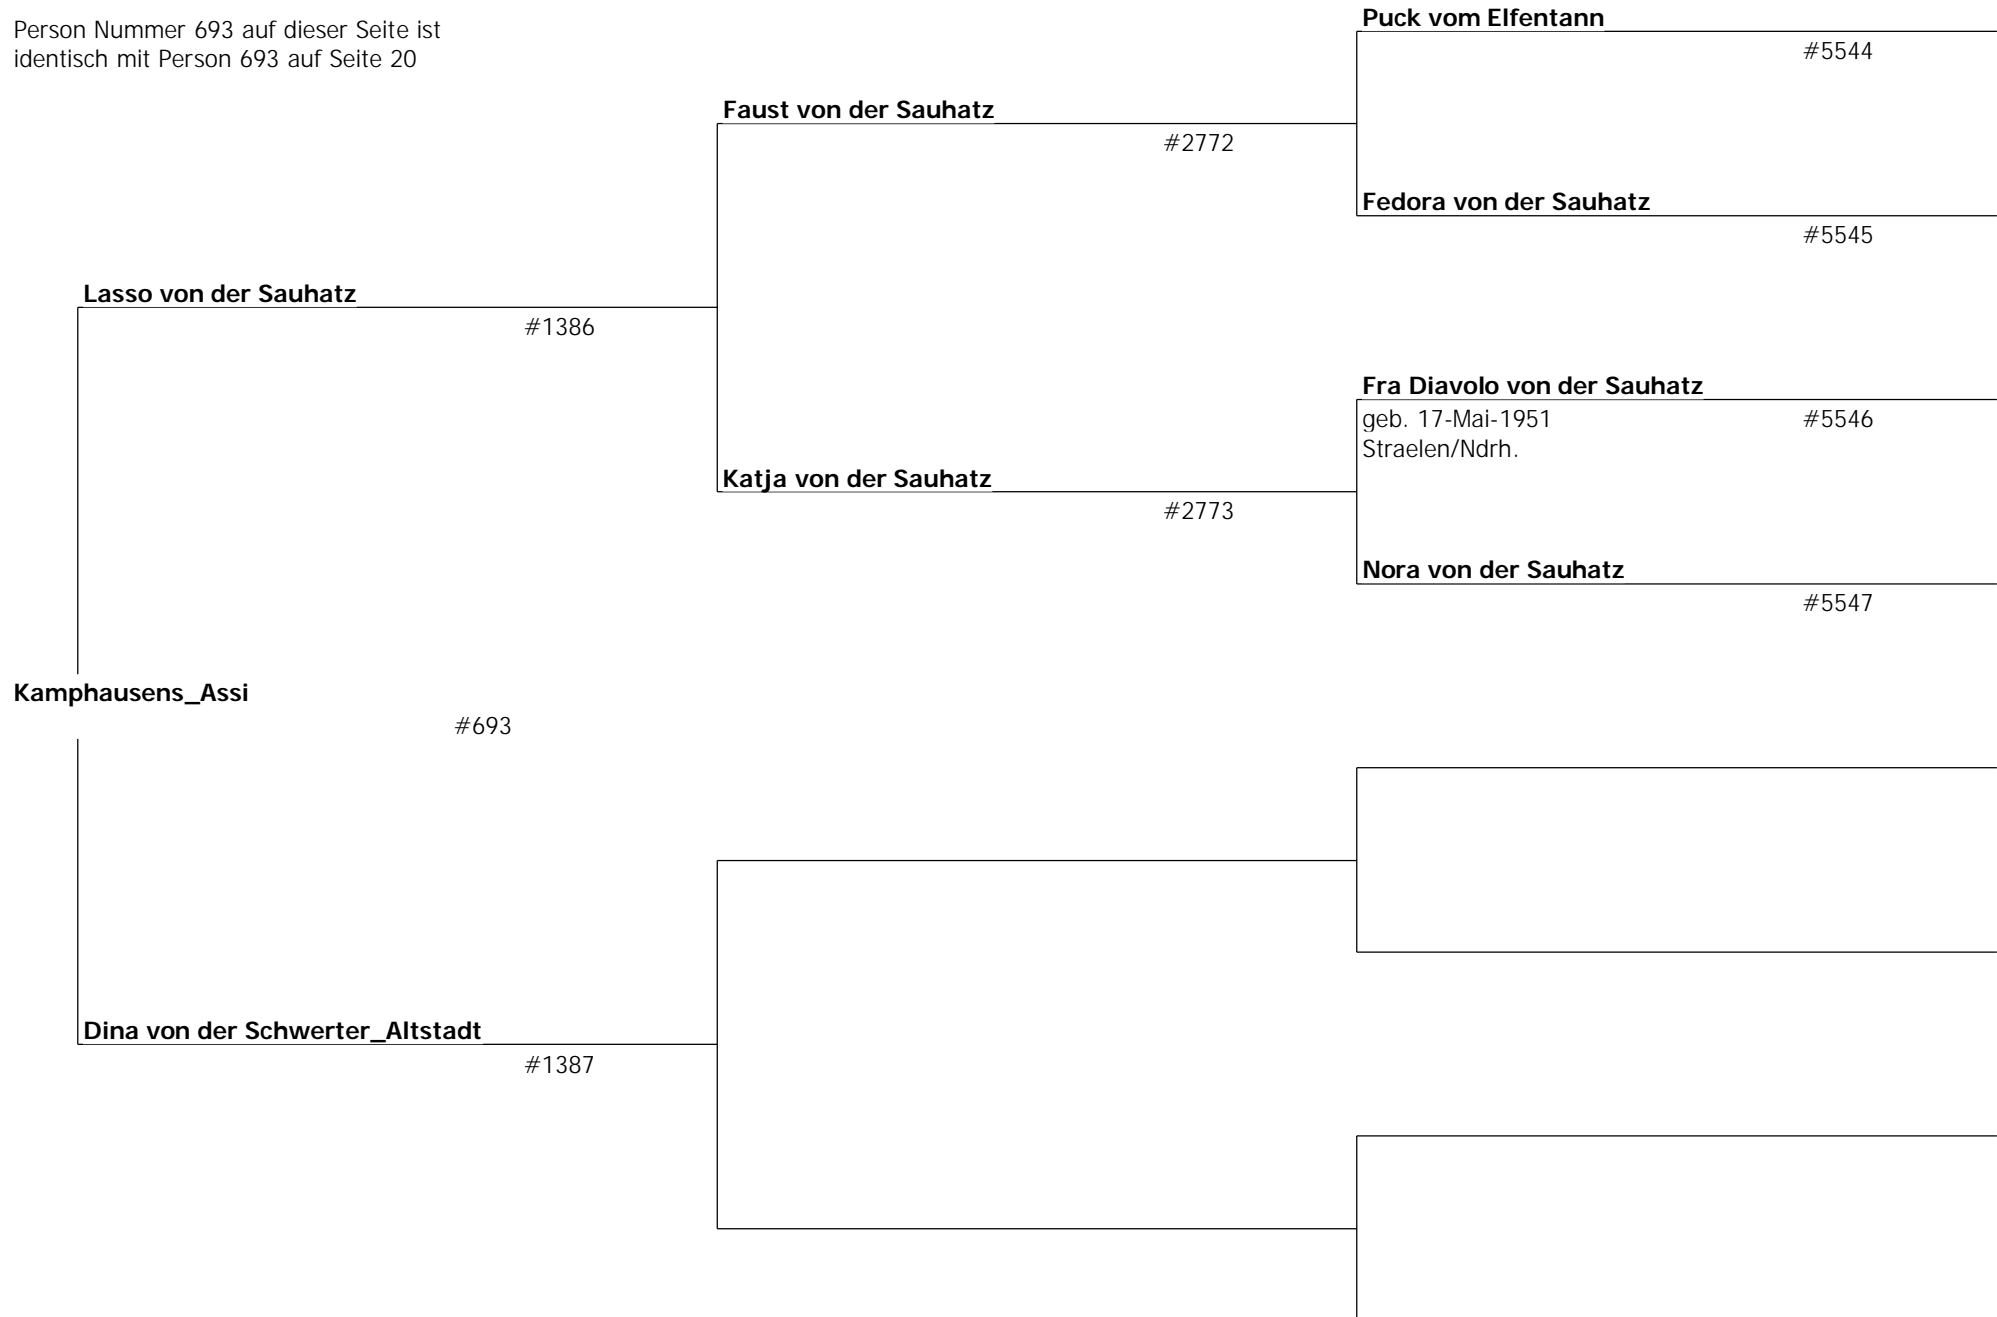 Person Nummer 693 auf dieser Seite ist
identisch mit Person 693 auf Seite 20
Puck vom Elfentann
#5544
Faust von der Sauhatz
#2772
Fedora von der Sauhatz
#5545
Lasso von der Sauhatz
#1386
Fra Diavolo von der Sauhatz
geb. 17-Mai-1951 #5546
Straelen/Ndrh.
Katja von der Sauhatz
#2773
Nora von der Sauhatz
#5547
Kamphausens_Assi
#693
Dina von der Schwerter_Altstadt
#1387